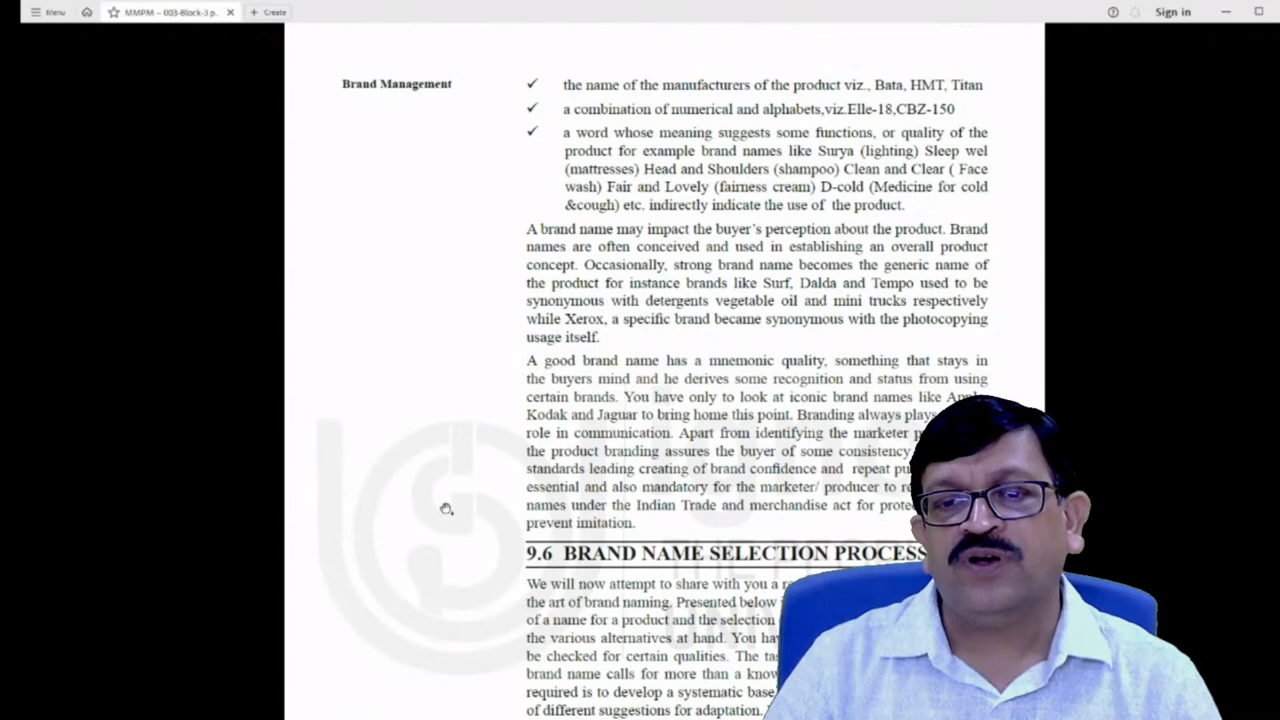 Menu
MMPM – 003-Block-3.p...
+ Create
Sign in
Brand Management
✓ the name of the manufacturers of the product viz., Bata, HMT, Titan
✓ a combination of numerical and alphabets,viz.Elle-18,CBZ-150
✓ a word whose meaning suggests some functions, or quality of the
product for example brand names like Surya (lighting) Sleep wel
(mattresses) Head and Shoulders (shampoo) Clean and Clear ( Face
wash) Fair and Lovely (fairness cream) D-cold (Medicine for cold
&cough) etc. indirectly indicate the use of the product.
A brand name may impact the buyer's perception about the product. Brand
names are often conceived and used in establishing an overall product
concept. Occasionally, strong brand name becomes the generic name of
the product for instance brands like Surf, Dalda and Tempo used to be
synonymous with detergents vegetable oil and mini trucks respectively
while Xerox, a specific brand became synonymous with the photocopying
usage itself.
A good brand name has a mnemonic quality, something that stays in
the buyers mind and he derives some recognition and status from using
certain brands. You have only to look at iconic brand names like
Kodak and Jaguar to bring home this point. Branding always plays
role in communication. Apart from identifying the marketer
the product branding assures the buyer of some consistency
standards leading creating of brand confidence and repeat
essential and also mandatory for the marketer/ producer to
names under the Indian Trade and merchandise act for
prevent imitation.
9.6 BRAND NAME SELECTION PROCESS
We will now attempt to share with you a
the art of brand naming. Presented below
of a name for a product and the selection
the various alternatives at hand. You
be checked for certain qualities. The
brand name calls for more than a
required is to develop a systematic
of different suggestions for adaptation.